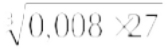 ∛(0,008 × 27)